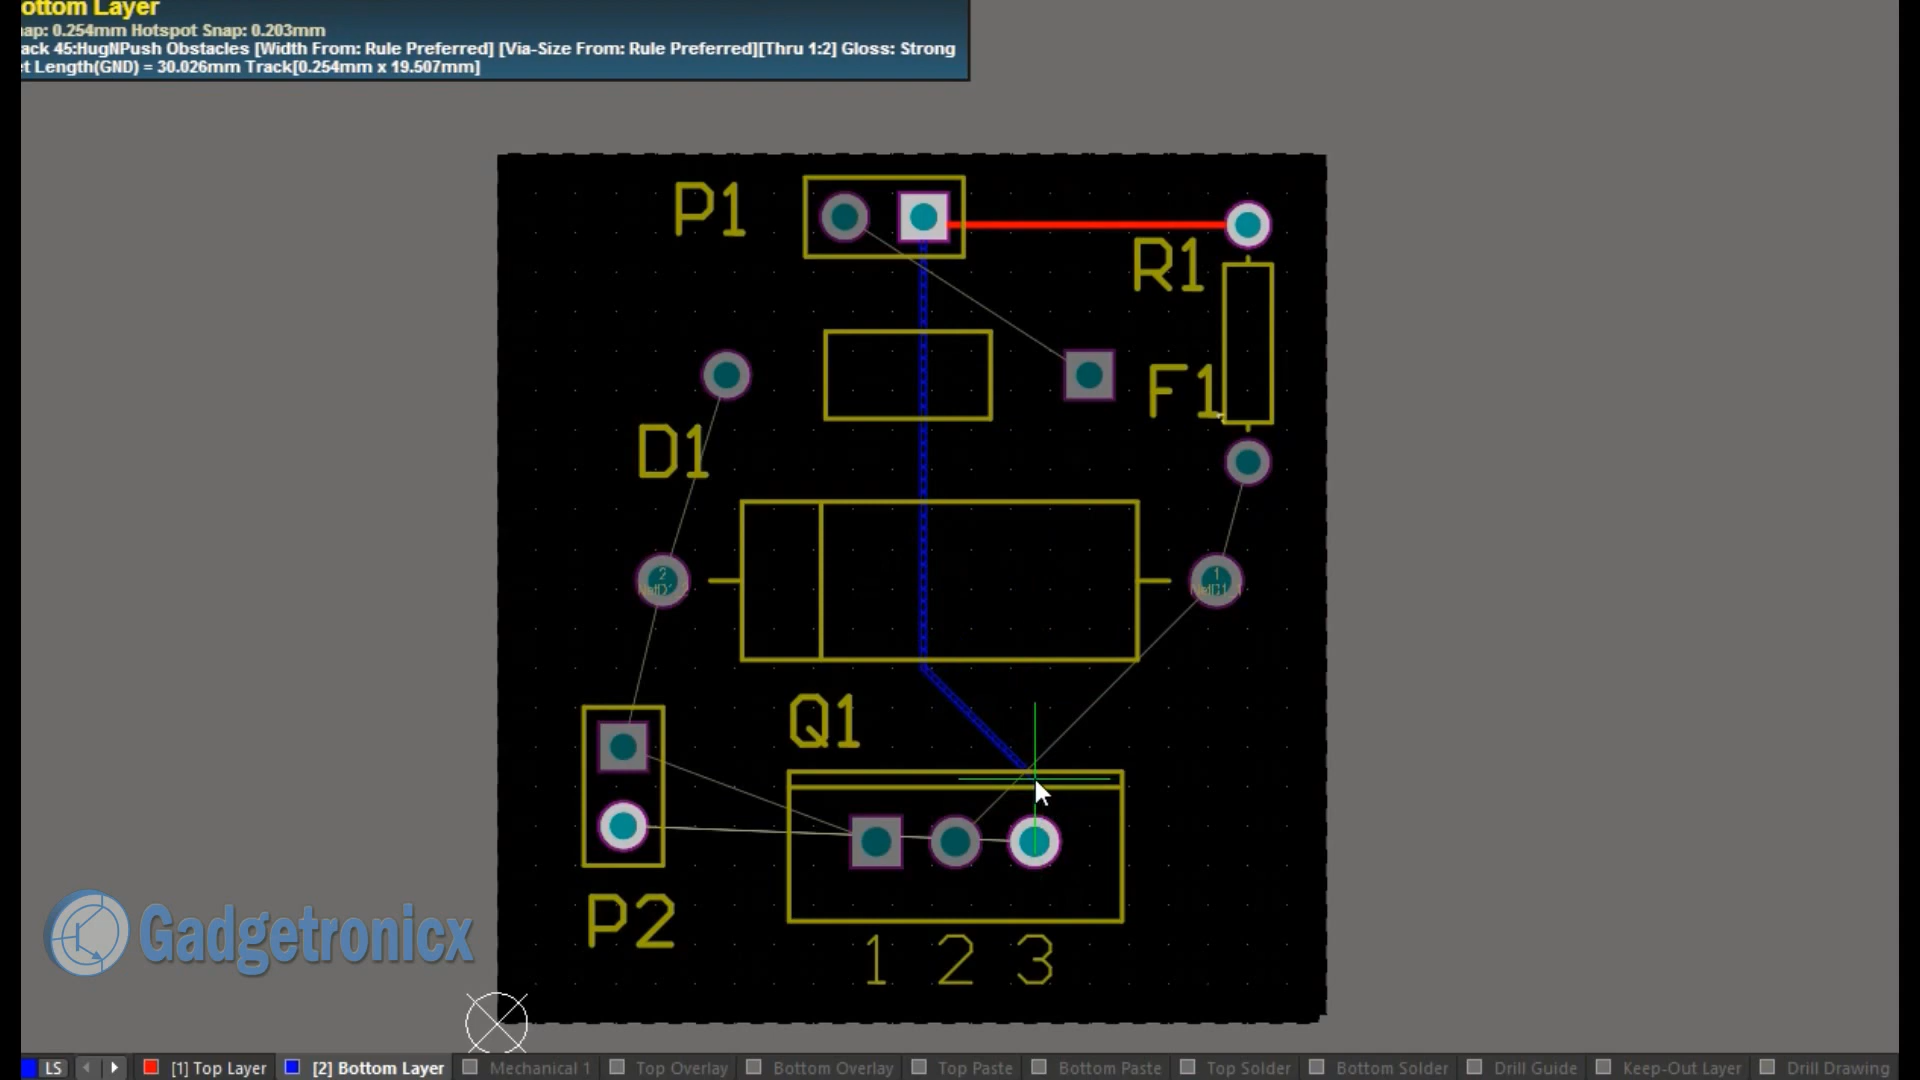 ottom Layer
ap: 0.254mm Hotspot Snap: 0.203mm
ack 45:HugNPush Obstacles [Width From: Rule Preferred] [Via-Size From: Rule Preferred][Thru 1:2] Gloss: Strong
t Length(GND) = 30.026mm Track[0.254mm x 19.507mm]
P1
R1
F1
D1
2
1
Q1
P2
1 2 3
Gadgetronicx
LS [1] Top Layer [2] Bottom Layer Mechanical 1 Top Overlay Bottom Overlay Top Paste Bottom Paste Top Solder Bottom Solder Drill Guide Keep-Out Layer Drill Drawing